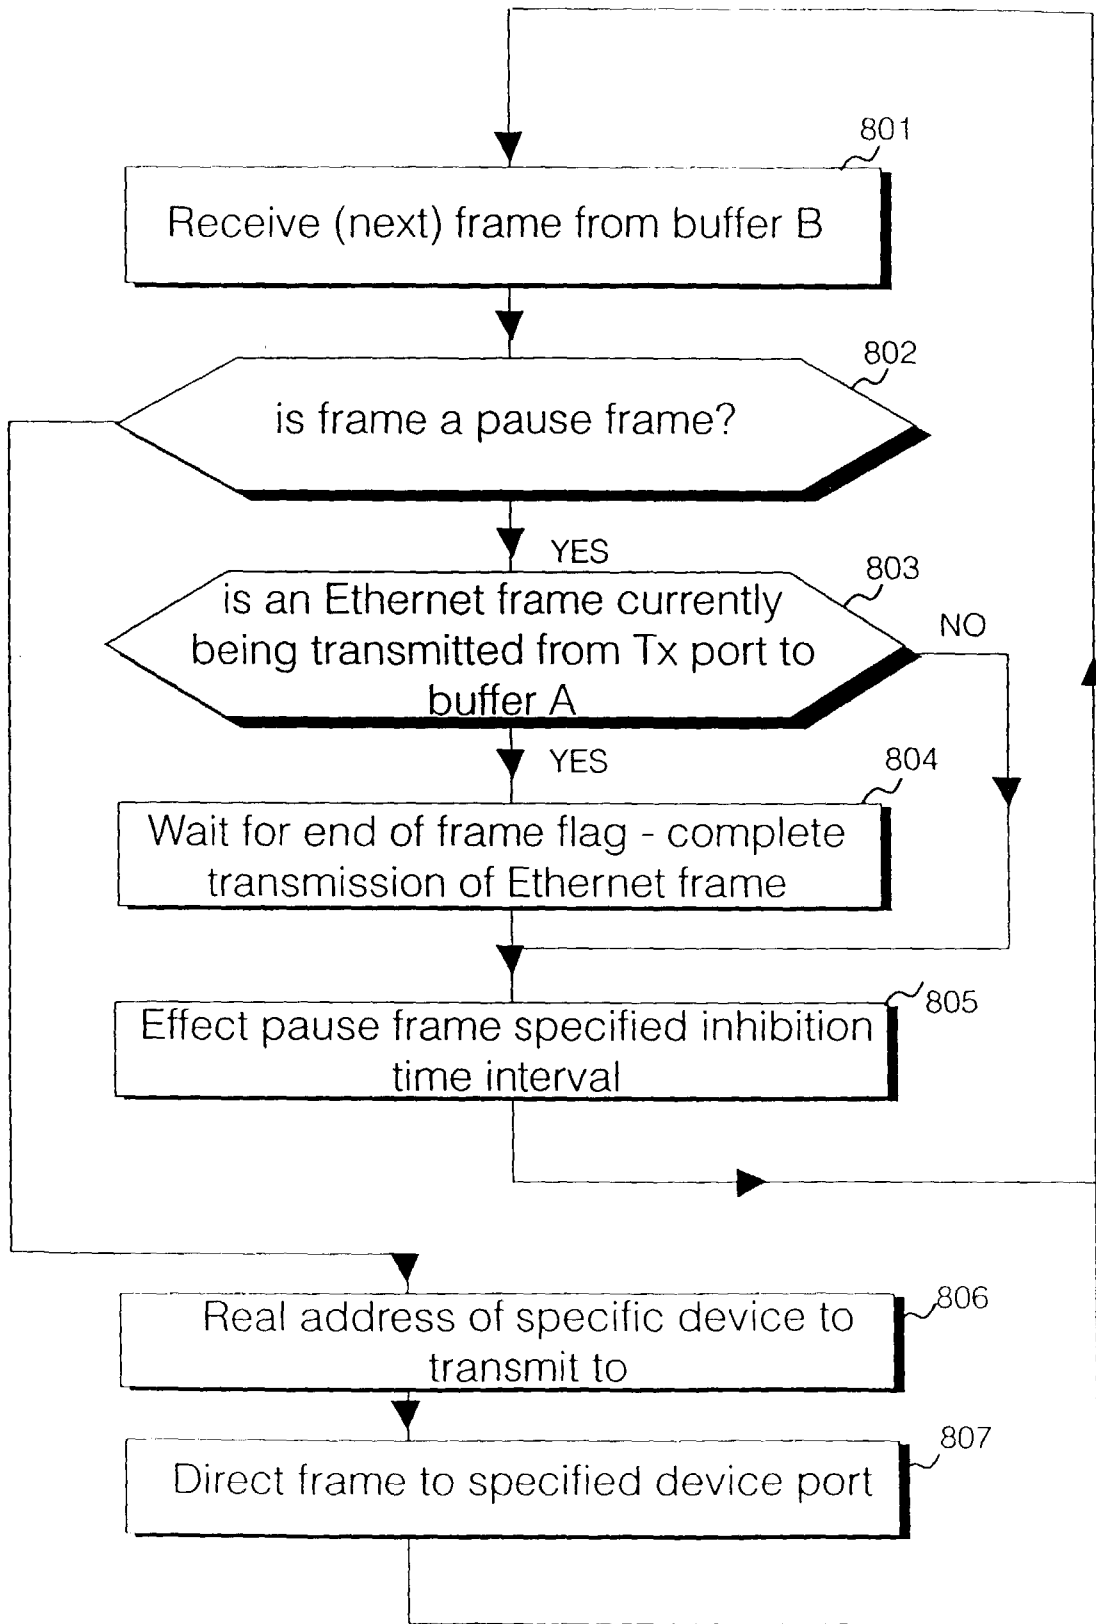 801
Receive (next) frame from buffer B
802
is frame a pause frame?
YES
803
is an Ethernet frame currently
being transmitted from Tx port to
buffer A
NO
YES
804
Wait for end of frame flag - complete
transmission of Ethernet frame
805
Effect pause frame specified inhibition
time interval
806
Real address of specific device to
transmit to
807
Direct frame to specified device port